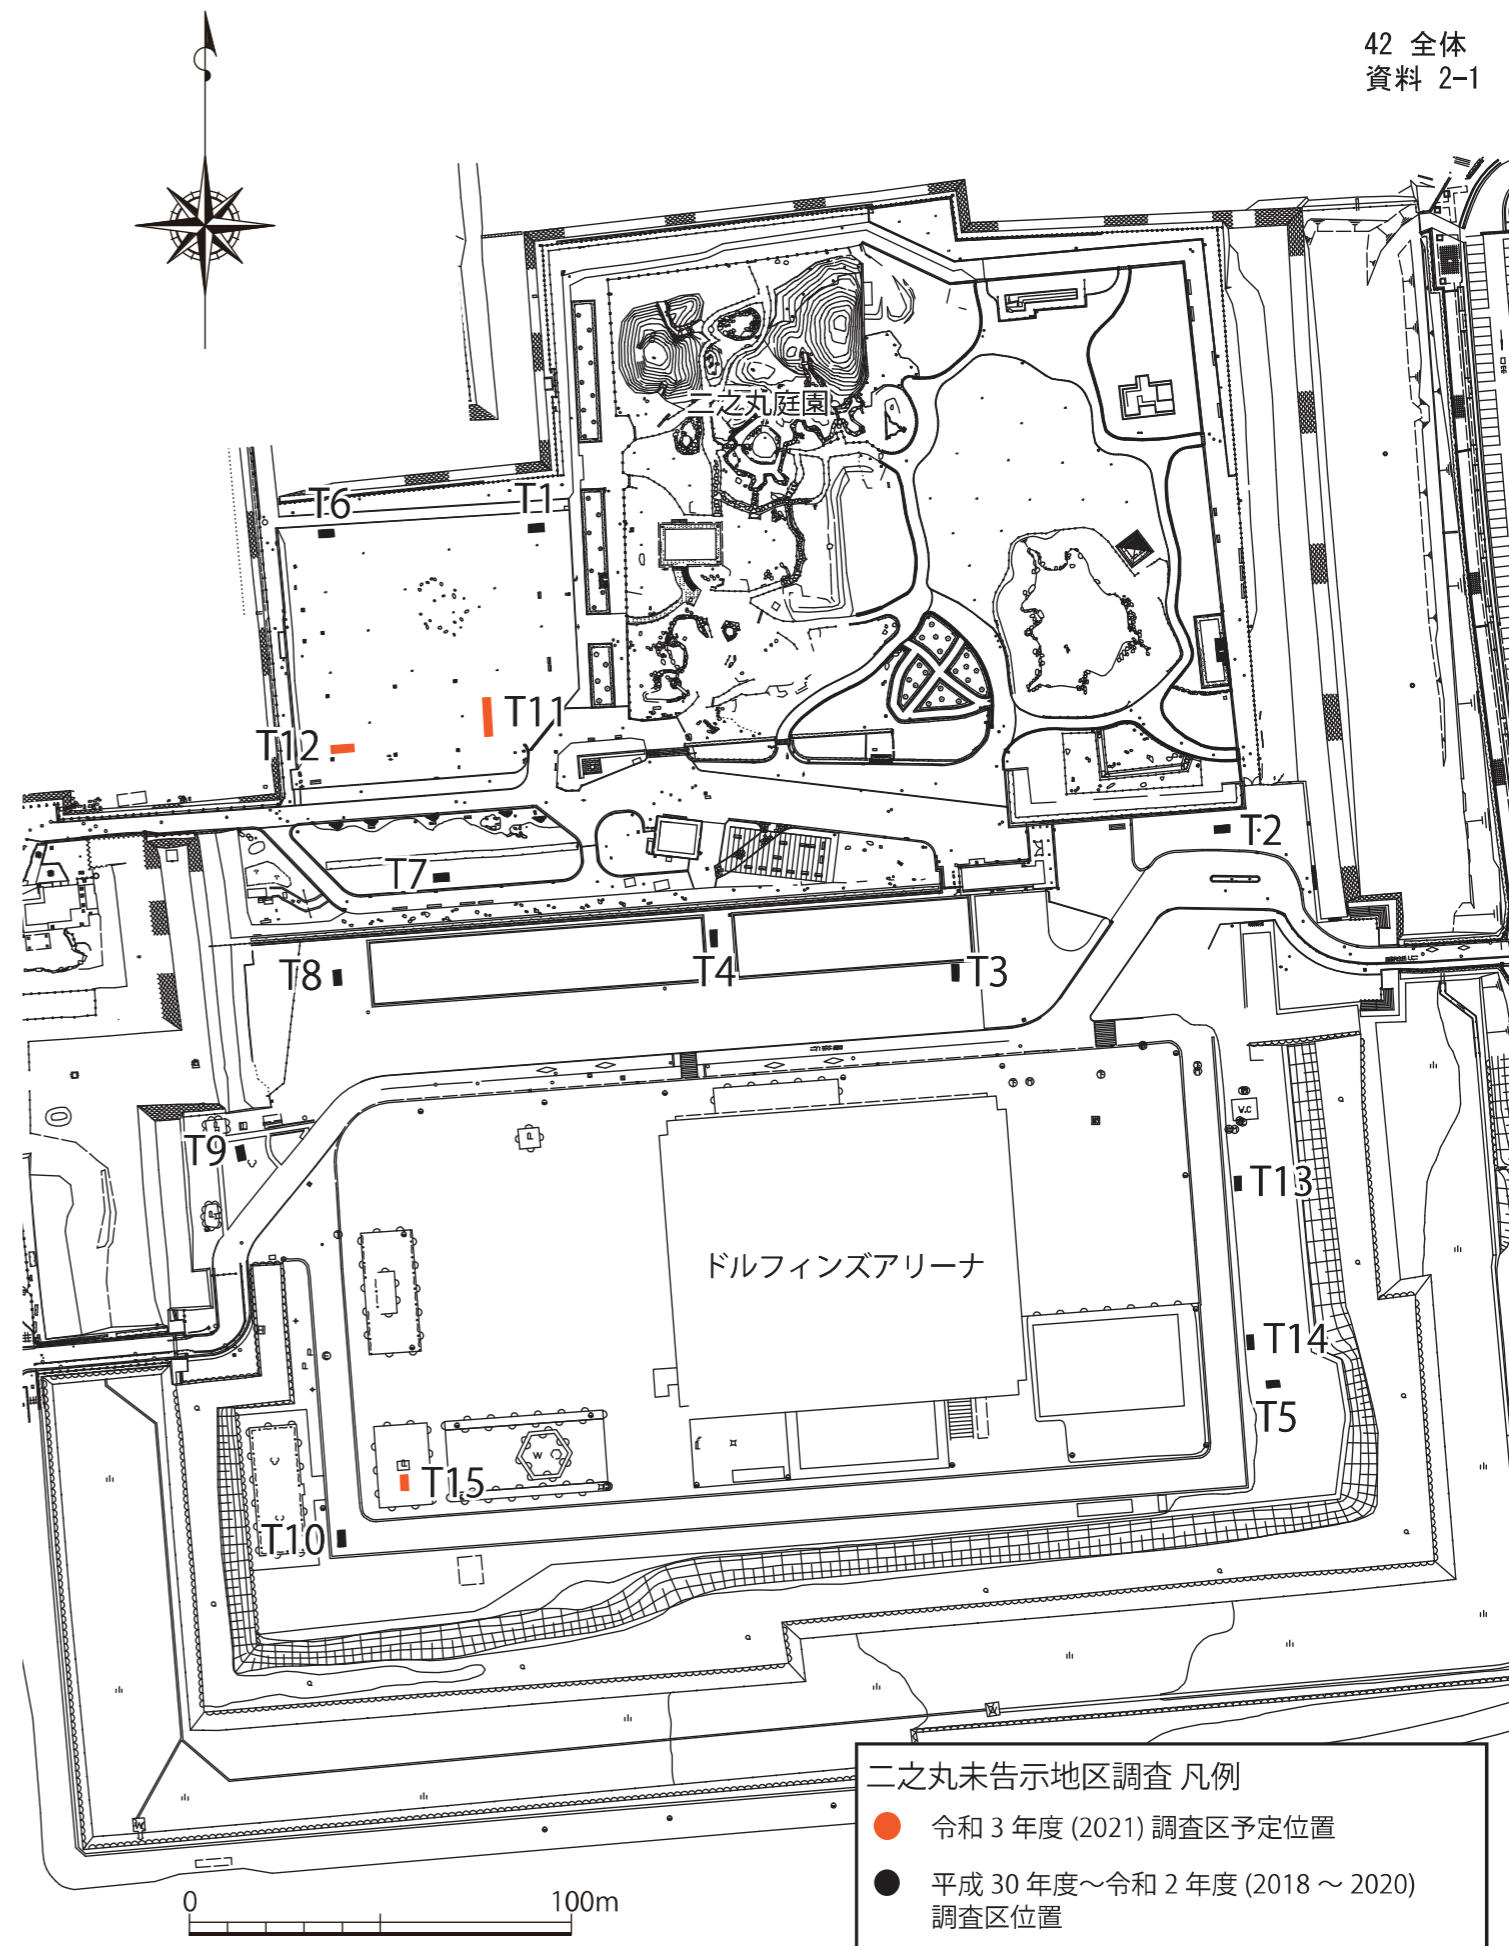 42 全体
資料 2-1
二之丸庭園
T6
T1
T11
T12
T2
T7
T8
T4
T3
T9
T13
W.C
ドルフィンズアリーナ
T14
T5
T15
T10
二之丸未告示地区調査 凡例
令和 3 年度 (2021) 調査区予定位置
平成 30 年度～令和 2 年度 (2018 ～ 2020)
調査区位置
0 100m